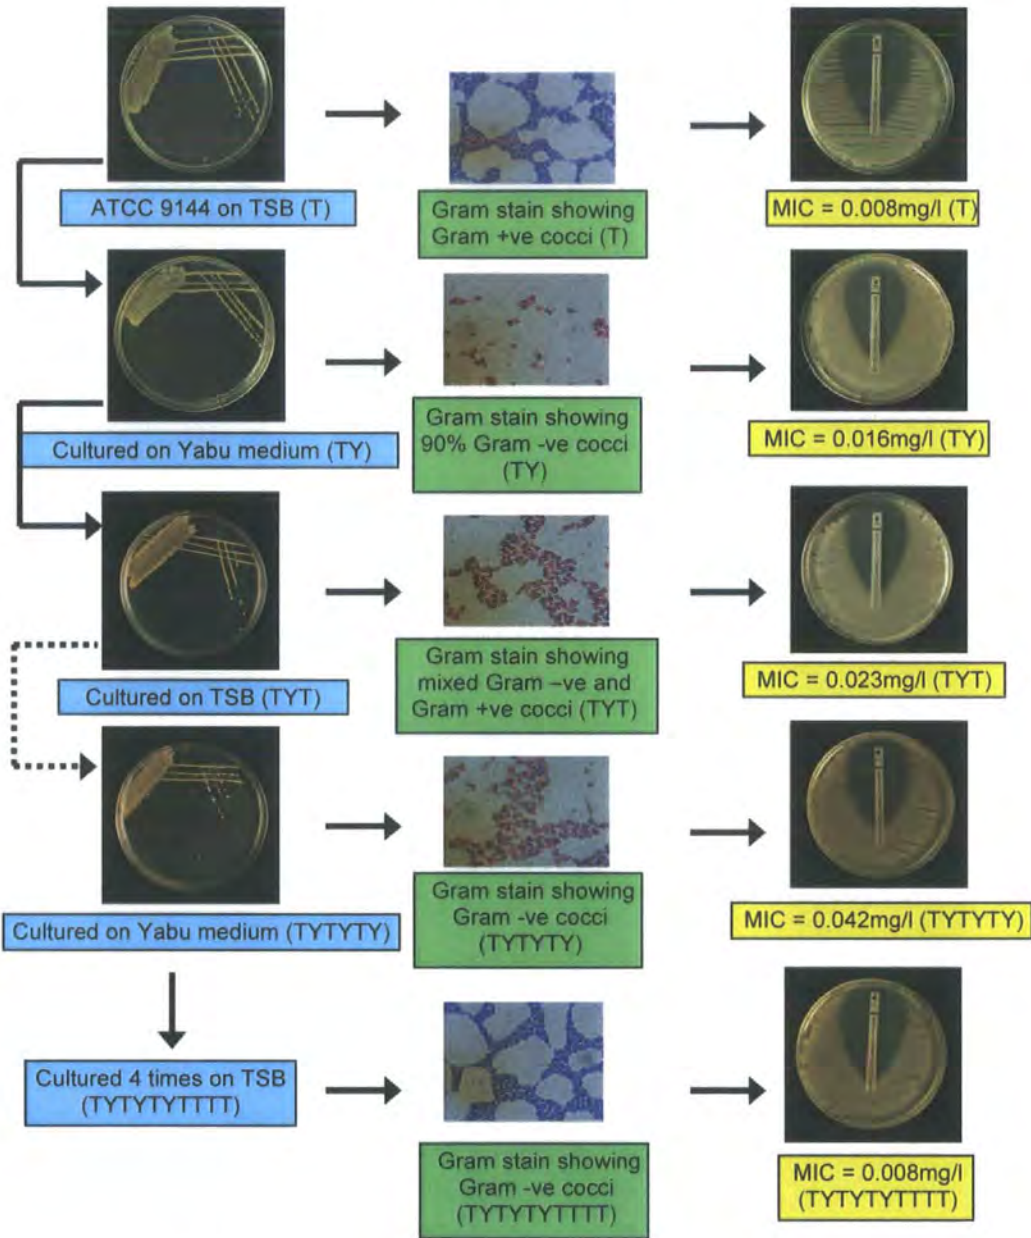 ATCC 9144 on TSB (T)
Gram stain showing
Gram +ve cocci (T)
MIC = 0.008mg/l (T)
Cultured on Yabu medium (TY)
Gram stain showing
90% Gram -ve cocci
(TY)
MIC = 0.016mg/l (TY)
Cultured on TSB (TYT)
Gram stain showing
mixed Gram –ve and
Gram +ve cocci (TYT)
MIC = 0.023mg/l (TYT)
Cultured on Yabu medium (TYTYTY)
Gram stain showing
Gram -ve cocci
(TYTYTY)
MIC = 0.042mg/l (TYTYTY)
Cultured 4 times on TSB
(TYTYTYTTTT)
Gram stain showing
Gram -ve cocci
(TYTYTYTTTT)
MIC = 0.008mg/l
(TYTYTYTTTT)